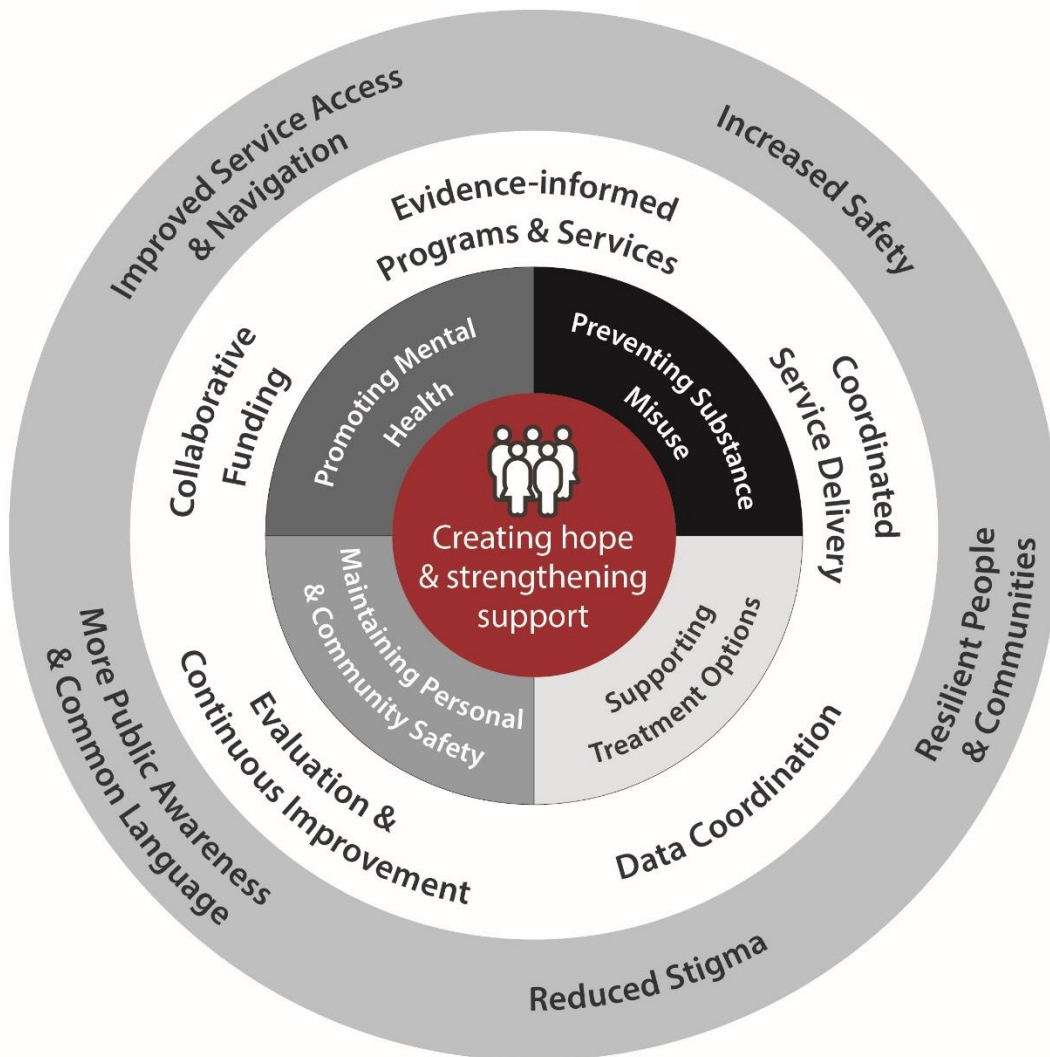 Improved Service Access
& Navigation
Increased Safety
Resilient People
& Communities
Reduced Stigma
More Public Awareness
& Common Language
Evidence-informed
Programs & Services
Coordinated
Service Delivery
Data Coordination
Evaluation &
Continuous Improvement
Collaborative
Funding
Promoting Mental
Health
Preventing Substance
Misuse
Supporting
Treatment Options
Maintaining Personal
& Community Safety
Creating hope
& strengthening
support